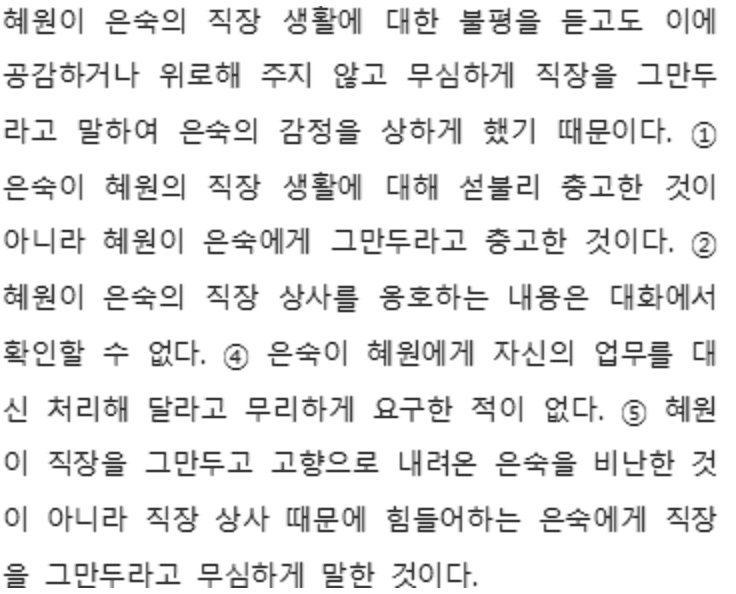 혜원이 은숙의 직장 생활에 대한 불평을 듣고도 이에
공감하거나 위로해 주지 않고 무심하게 직장을 그만두
라고 말하여 은숙의 감정을 상하게 했기 때문이다. ①
은숙이 혜원의 직장 생활에 대해 섣불리 충고한 것이
아니라 혜원이 은숙에게 그만두라고 충고한 것이다. ②
혜원이 은숙의 직장 상사를 옹호하는 내용은 대화에서
확인할 수 없다. ④ 은숙이 혜원에게 자신의 업무를 대
신 처리해 달라고 무리하게 요구한 적이 없다. ⑤ 혜원
이 직장을 그만두고 고향으로 내려온 은숙을 비난한 것
이 아니라 직장 상사 때문에 힘들어하는 은숙에게 직장
을 그만두라고 무심하게 말한 것이다.